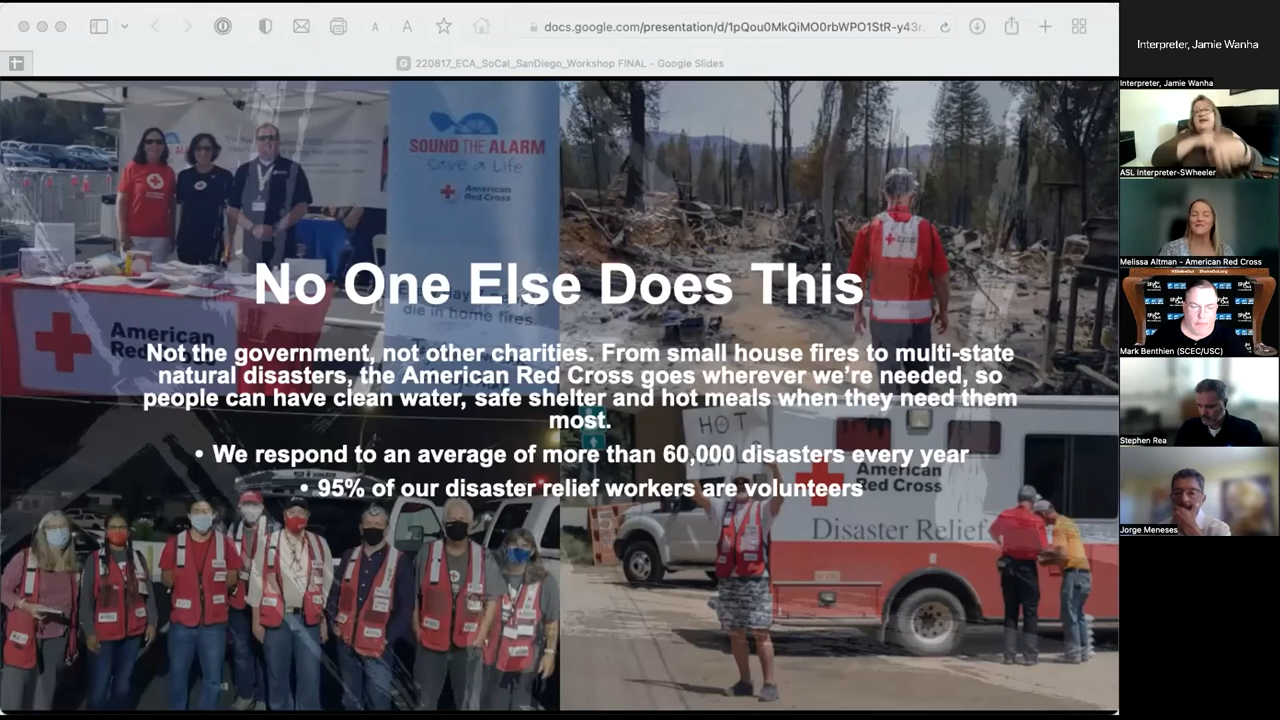 docs.google.com/presentation/d/1pQou0MkQiMO0rbWPO1StR-y43r
220817_ECA_SoCal_SanDiego_Workshop FINAL - Google Slides
SOUND THE ALARM
Save a Life
American
Red Cross
No One Else Does This
die in home fires.
American
Red
Not the government, not other charities. From small house fires to multi-state
natural disasters, the American Red Cross goes wherever we're needed, so
people can have clean water, safe shelter and hot meals when they need them
most.
HOT
• We respond to an average of more than 60,000 disasters every year
• 95% of our disaster relief workers are volunteers
American
Red Cross
Disaster Relief
Interpreter, Jamie Wanha
Interpreter, Jamie Wanha
ASL Interpreter-SWheeler
Melissa Altman - American Red Cross
#ShakeOut ShakeOut.org
Mark Benthien (SCEC/USC)
Stephen Rea
Jorge Meneses